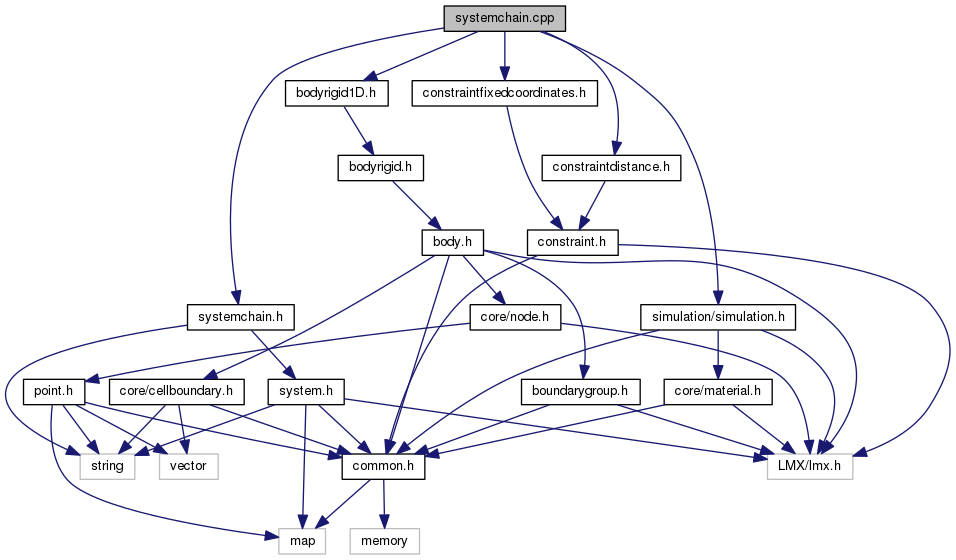 systemchain.cpp
bodyrigid1D.h
constraintfixedcoordinates.h
bodyrigid.h
constraintdistance.h
body.h
constraint.h
systemchain.h
core/node.h
simulation/simulation.h
point.h
core/cellboundary.h
system.h
boundarygroup.h
core/material.h
string
vector
common.h
LMX/lmx.h
map
memory